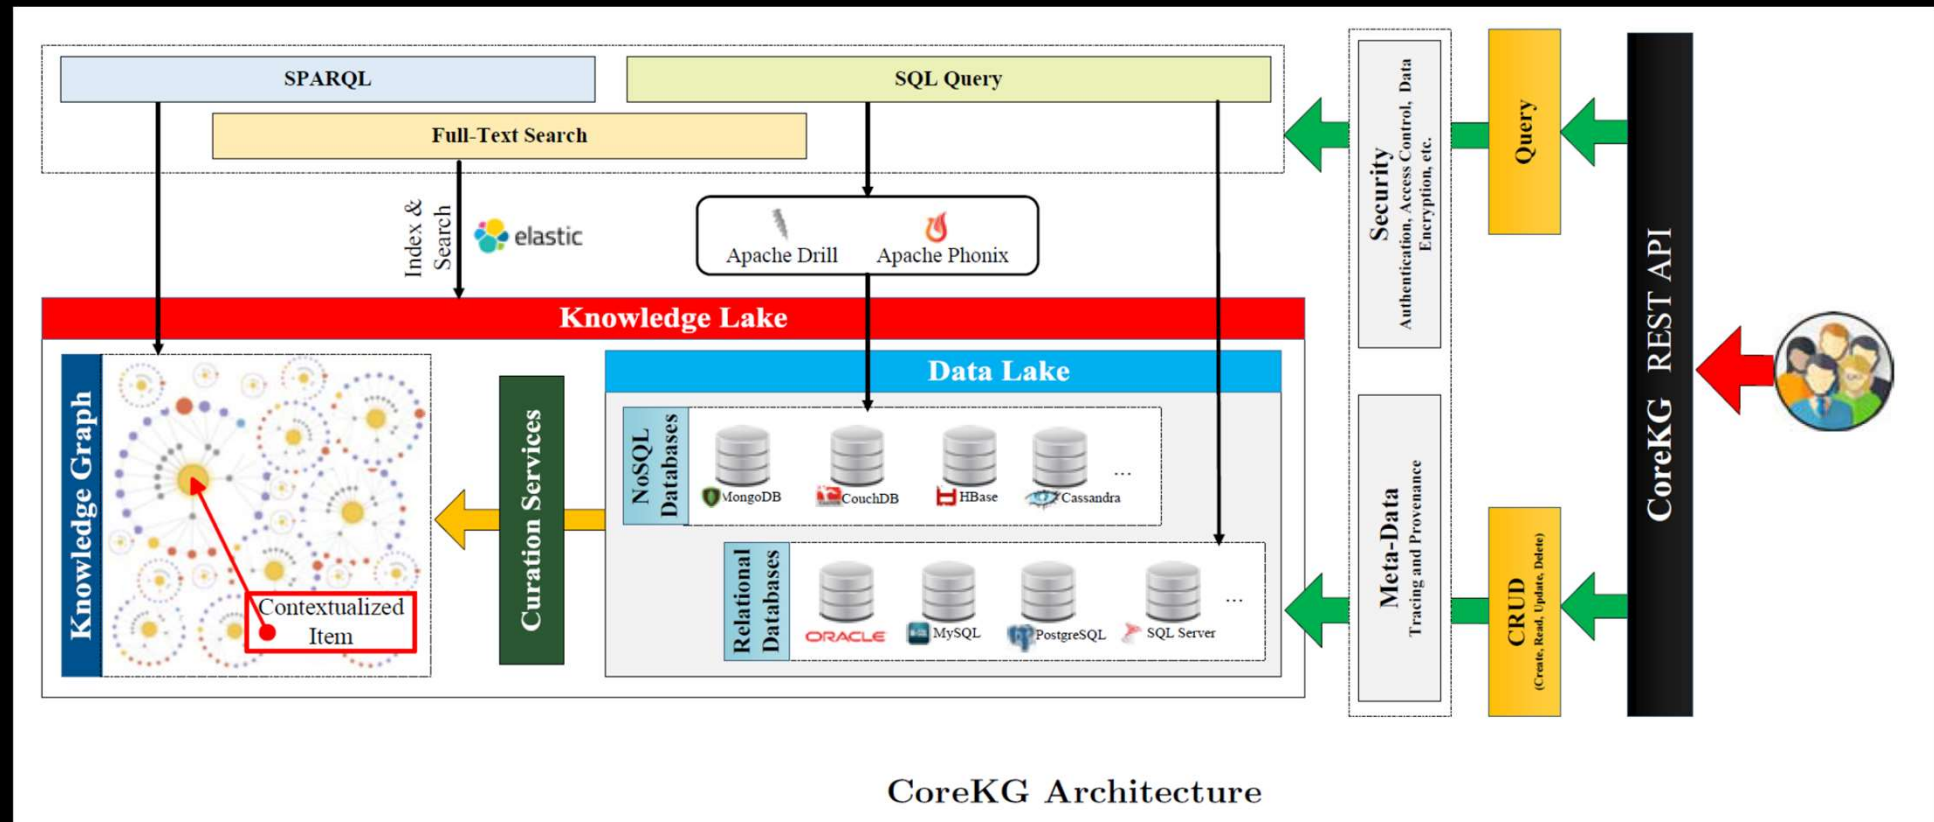 SPARQL
SQL Query
Full-Text Search
Index &
Search
elastic
Apache Drill
Apache Phonix
Knowledge Lake
Knowledge Graph
Contextualized
Item
Curation Services
Data Lake
NoSQL
Databases
MongoDB
CouchDB
HBase
Cassandra
...
Relational
Databases
ORACLE
MySQL
PostgreSQL
SQL Server
...
Security
Authentication, Access Control, Data
Encryption, etc.
Meta-Data
Tracing and Provenance
Query
CRUD
(Create, Read, Update, Delete)
CoreKG REST API
CoreKG Architecture